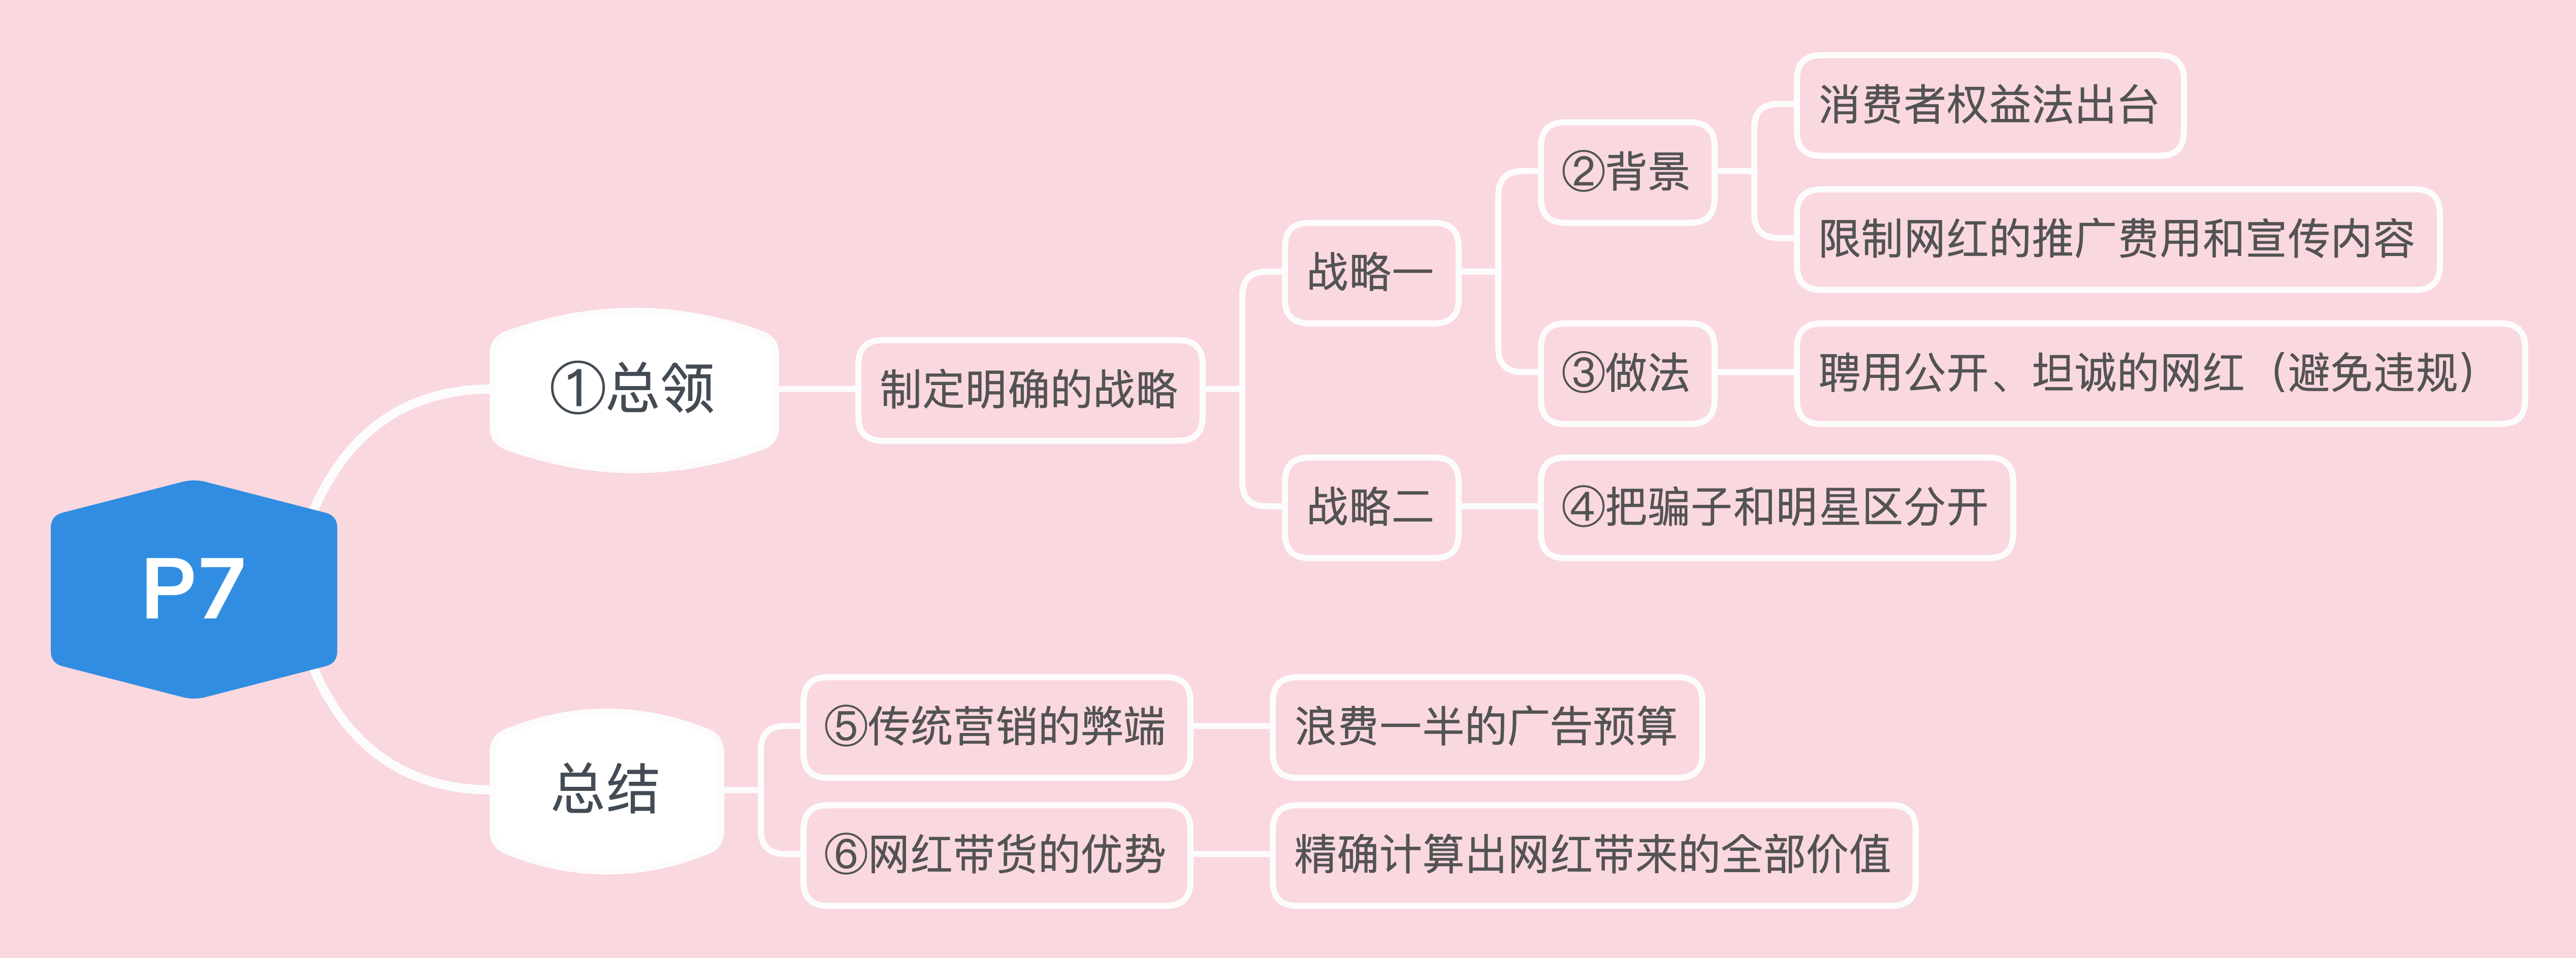 P7
①总领
制定明确的战略
战略一
②背景
消费者权益法出台
限制网红的推广费用和宣传内容
③做法
聘用公开、坦诚的网红（避免违规）
战略二
④把骗子和明星区分开
总结
⑤传统营销的弊端
浪费一半的广告预算
⑥网红带货的优势
精确计算出网红带来的全部价值